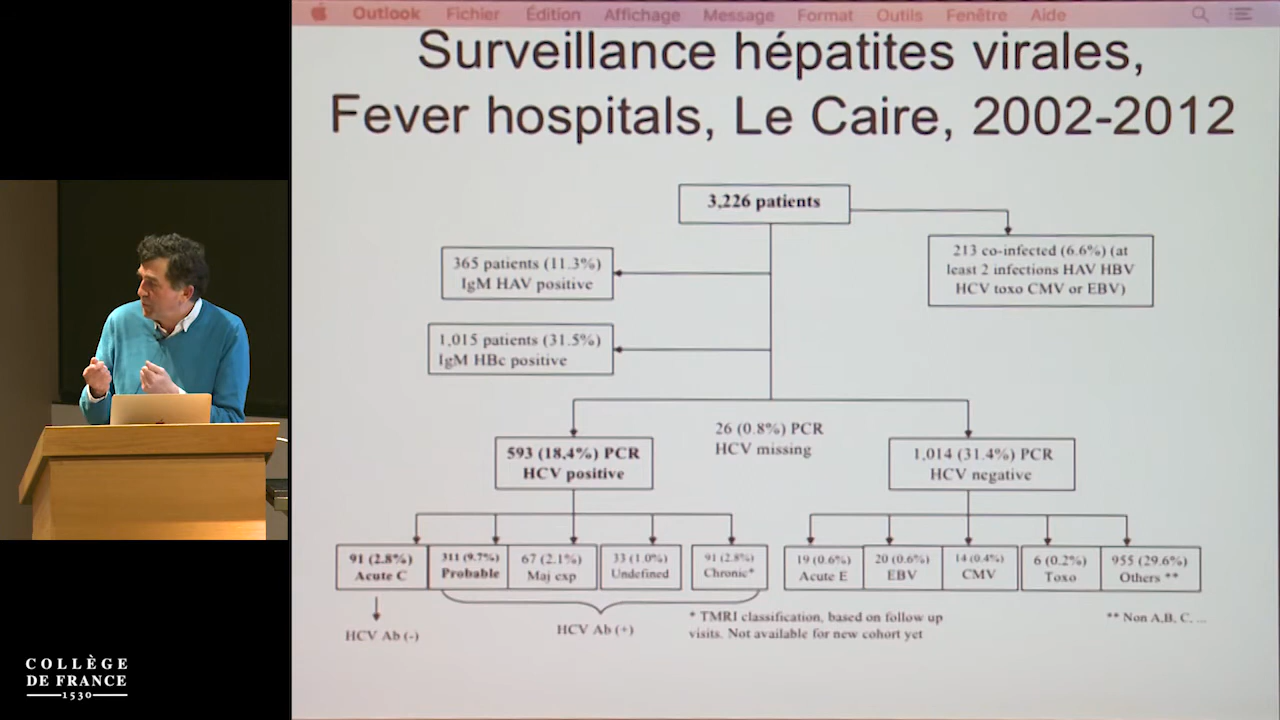 Outlook Fichier Édition Affichage Message Format Outils Fenêtre Aide
Surveillance hépatites virales,
Fever hospitals, Le Caire, 2002-2012
3,226 patients
213 co-infected (6.6%) (at
least 2 infections HAV HBV
HCV toxo CMV or EBV)
365 patients (11.3%)
IgM HAV positive
1,015 patients (31.5%)
IgM HBc positive
26 (0.8%) PCR
HCV missing
593 (18,4%) PCR
HCV positive
1,014 (31.4%) PCR
HCV negative
91 (2.8%)
Acute C
311 (9.7%)
Probable
67 (2.1%)
Maj exp
33 (1.0%)
Undefined
91 (2.8%)
Chronic*
19 (0.6%)
Acute E
20 (0.6%)
EBV
14 (0.4%)
CMV
6 (0.2%)
Toxo
955 (29.6%)
Others **
HCV Ab (-)
HCV Ab (+)
* TMRI classification, based on follow up
visits. Not available for new cohort yet
** Non A,B, C, ...
COLLÈGE
DE FRANCE
1530